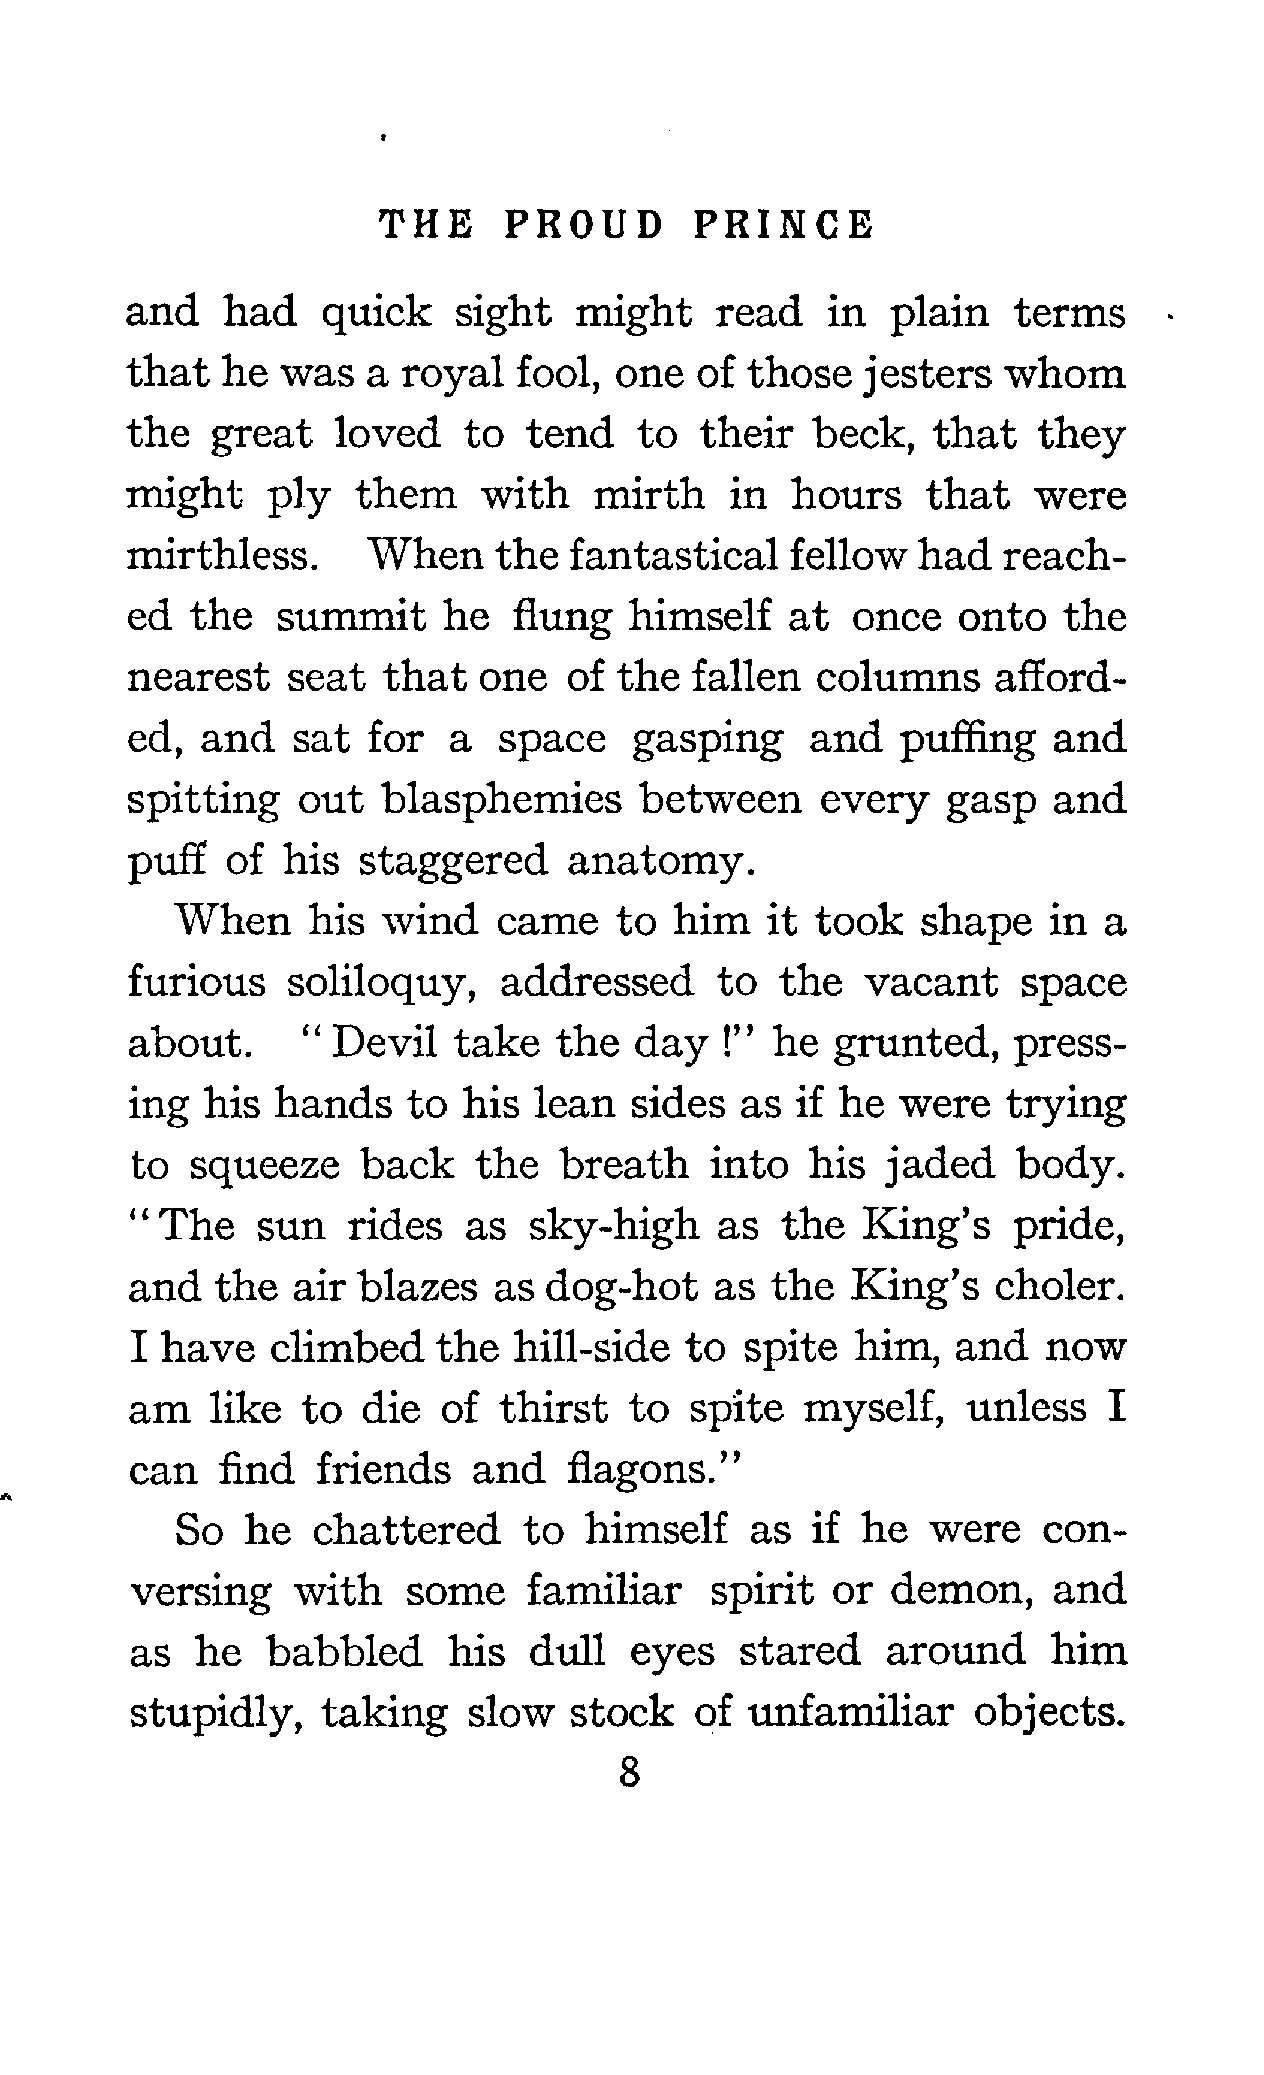 THE PROUD PRINCE
and had quick sight might read in plain terms
that he was a royal fool, one of those jesters whom
the great loved to tend to their beck, that they
might ply them with mirth in hours that were
mirthless. When the fantastical fellow had reach-
ed the summit he flung himself at once onto the
nearest seat that one of the fallen columns afford-
ed, and sat for a space gasping and puffing and
spitting out blasphemies between every gasp and
puff of his staggered anatomy.
When his wind came to him it took shape in a
furious soliloquy, addressed to the vacant space
about. "Devil take the day!" he grunted, press-
ing his hands to his lean sides as if he were trying
to squeeze back the breath into his jaded body.
"The sun rides as sky-high as the King's pride,
and the air blazes as dog-hot as the King's choler.
I have climbed the hill-side to spite him, and now
am like to die of thirst to spite myself, unless I
can find friends and flagons."
So he chattered to himself as if he were con-
versing with some familiar spirit or demon, and
as he babbled his dull eyes stared around him
stupidly, taking slow stock of unfamiliar objects.
8